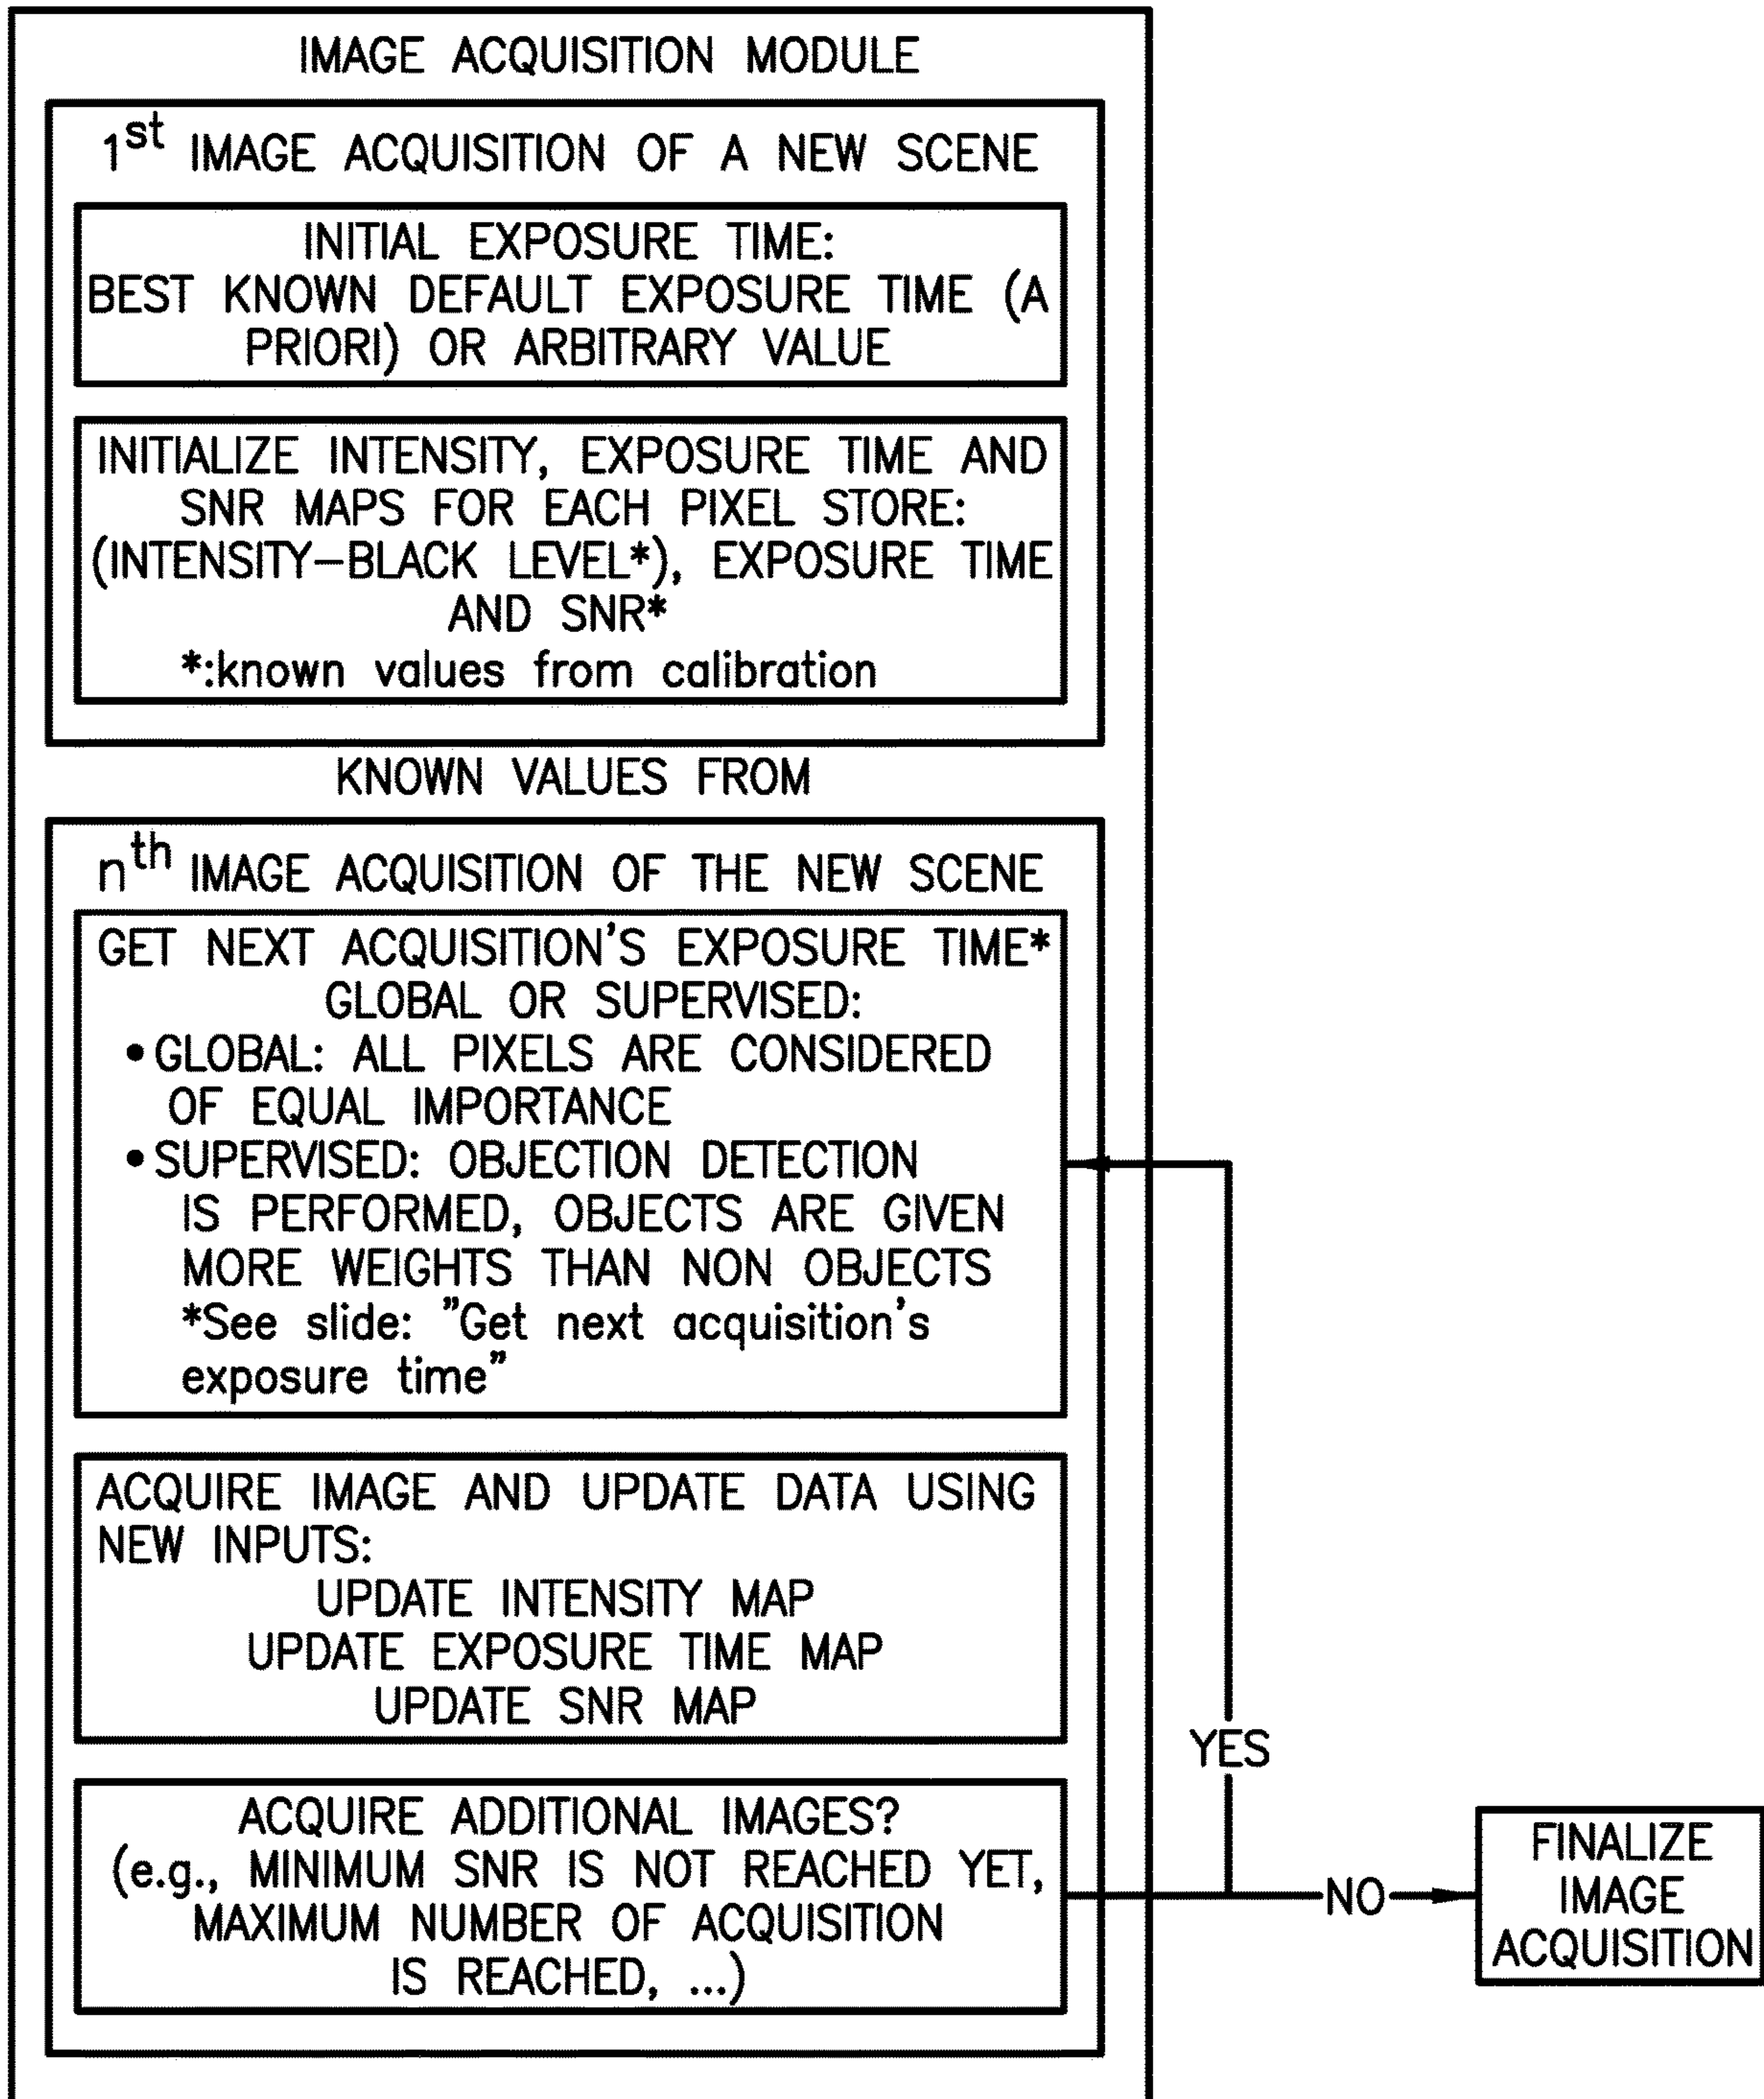 IMAGE ACQUISITION MODULE
1st IMAGE ACQUISITION OF A NEW SCENE
INITIAL EXPOSURE TIME:
BEST KNOWN DEFAULT EXPOSURE TIME (A
PRIORI) OR ARBITRARY VALUE
INITIALIZE INTENSITY, EXPOSURE TIME AND
SNR MAPS FOR EACH PIXEL STORE:
(INTENSITY-BLACK LEVEL*), EXPOSURE TIME
AND SNR*
*:known values from calibration
KNOWN VALUES FROM
nth IMAGE ACQUISITION OF THE NEW SCENE
GET NEXT ACQUISITION'S EXPOSURE TIME*
GLOBAL OR SUPERVISED:
• GLOBAL: ALL PIXELS ARE CONSIDERED
OF EQUAL IMPORTANCE
• SUPERVISED: OBJECTION DETECTION
IS PERFORMED, OBJECTS ARE GIVEN
MORE WEIGHTS THAN NON OBJECTS
*See slide: "Get next acquisition's
exposure time"
ACQUIRE IMAGE AND UPDATE DATA USING
NEW INPUTS:
UPDATE INTENSITY MAP
UPDATE EXPOSURE TIME MAP
UPDATE SNR MAP
YES
ACQUIRE ADDITIONAL IMAGES?
(e.g., MINIMUM SNR IS NOT REACHED YET,
MAXIMUM NUMBER OF ACQUISITION
IS REACHED, ...)
NO
FINALIZE
IMAGE
ACQUISITION